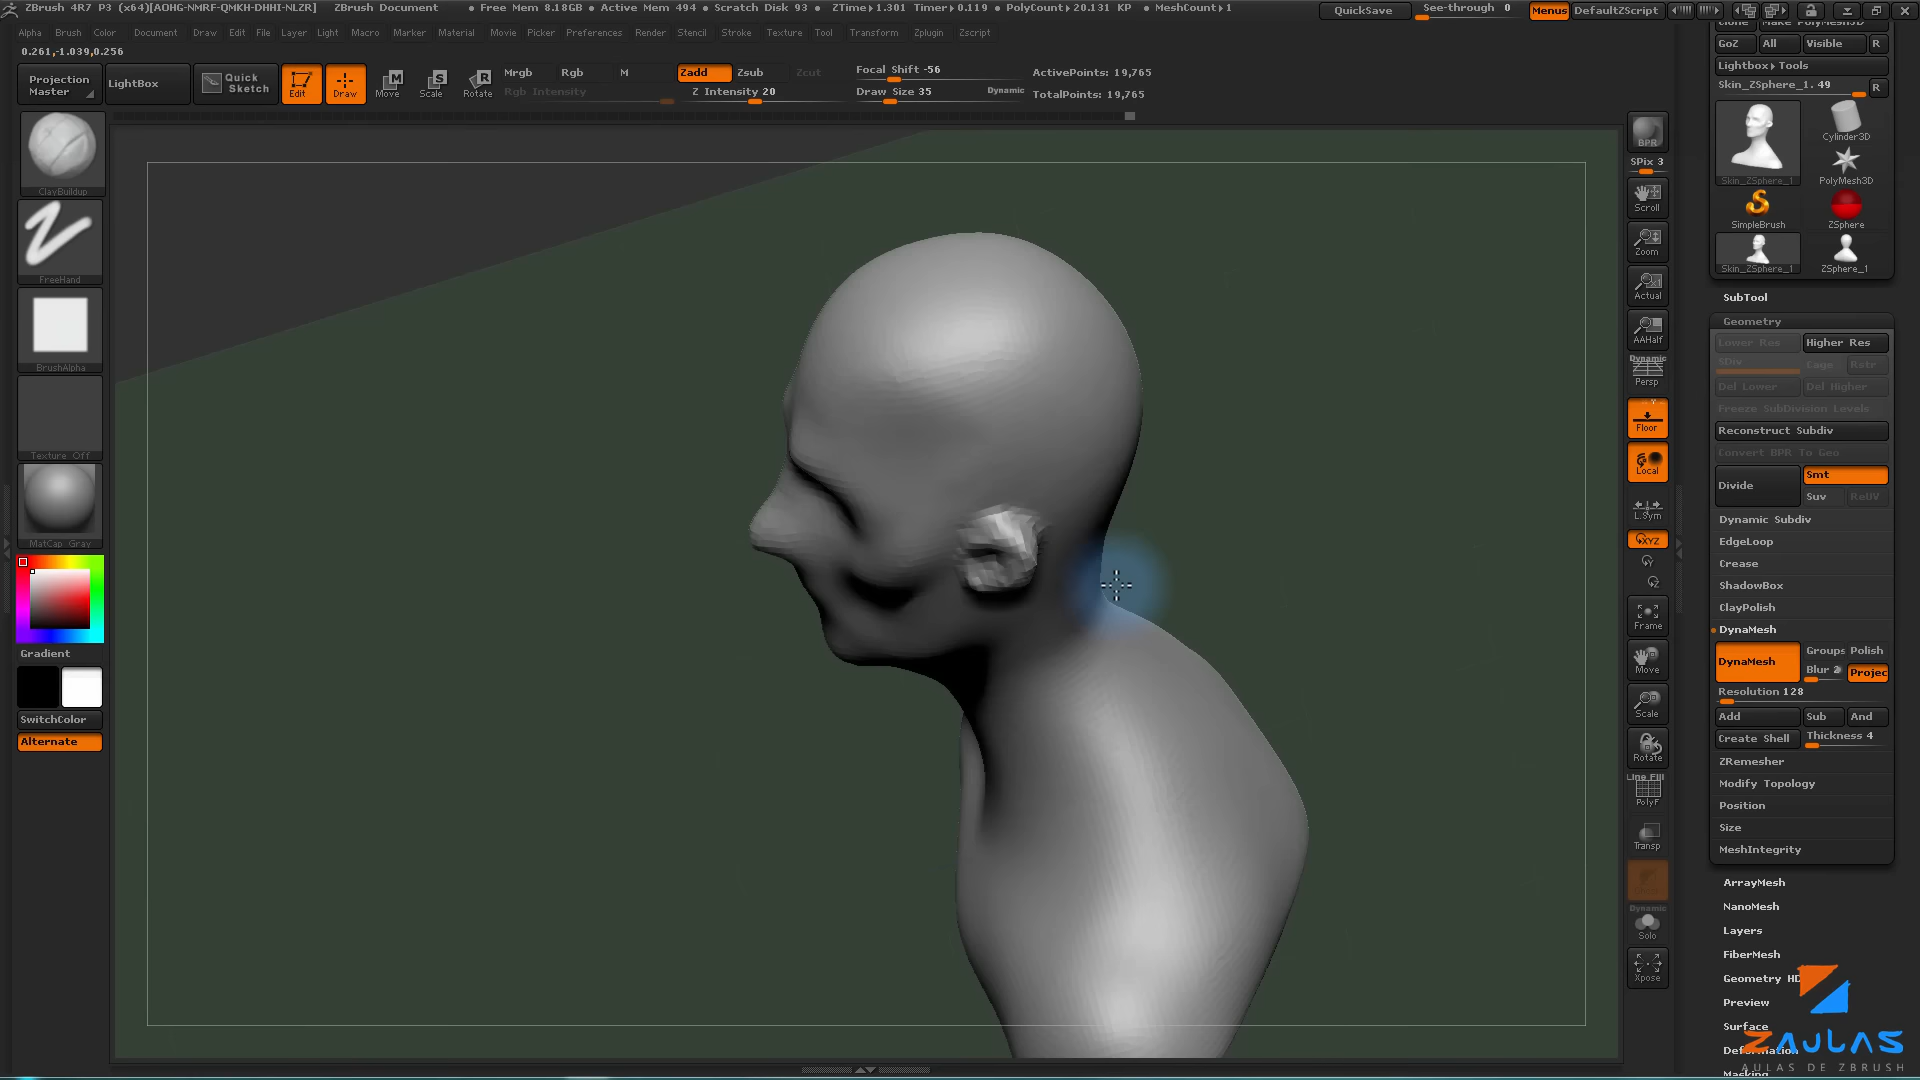 ZBrush 4R7 P3 (x64)[AOHG-NMRF-QMKH-DHHI-NLZR] ZBrush Document • Free Mem 8.18GB • Active Mem 494 • Scratch Disk 93 • ZTime▸1.301 Timer▸0.119 • PolyCount▸20.131 KP • MeshCount▸1 QuickSave See-through 0 Menus DefaultZScript
Alpha Brush Color Document Draw Edit File Layer Light Macro Marker Material Movie Picker Preferences Render Stencil Stroke Texture Tool Transform Zplugin Zscript
0.261,-1.039,0.256
Projection Master
LightBox
Quick Sketch
Edit
Draw
Move
Scale
Rotate
Mrgb Rgb M
Rgb Intensity
Zadd Zsub Zcut
Z Intensity 20
Focal Shift -56
Draw Size 35 Dynamic
ActivePoints: 19,765
TotalPoints: 19,765
ClayBuildup
FreeHand
BrushAlpha
Texture Off
MatCap Gray
Gradient
SwitchColor
Alternate
BPR
SPix 3
Scroll
Zoom
Actual
AAHalf
Dynamic
Persp
Floor
Local
L.Sym
XYZ
Y
Z
Frame
Move
Scale
Rotate
Line Fill
PolyF
Transp
Dynamic
Solo
Xpose
GoZ All Visible R
Lightbox▸Tools
Skin_ZSphere_1. 49 R
Skin_ZSphere_1
Cylinder3D
PolyMesh3D
SimpleBrush ZSphere
Skin_ZSphere_1 ZSphere_1
SubTool
Geometry
Lower Res Higher Res
SDiv Cage Rstr
Del Lower Del Higher
Freeze SubDivision Levels
Reconstruct Subdiv
Convert BPR To Geo
Divide Smt
Suv ReUV
Dynamic Subdiv
EdgeLoop
Crease
ShadowBox
ClayPolish
DynaMesh
DynaMesh Groups Polish
Blur 2 Projec
Resolution 128
Add Sub And
Create Shell Thickness 4
ZRemesher
Modify Topology
Position
Size
MeshIntegrity
ArrayMesh
NanoMesh
Layers
FiberMesh
Geometry HD
Preview
Surface
Deformation
Masking
ZAULAS
AULAS DE ZBRUSH